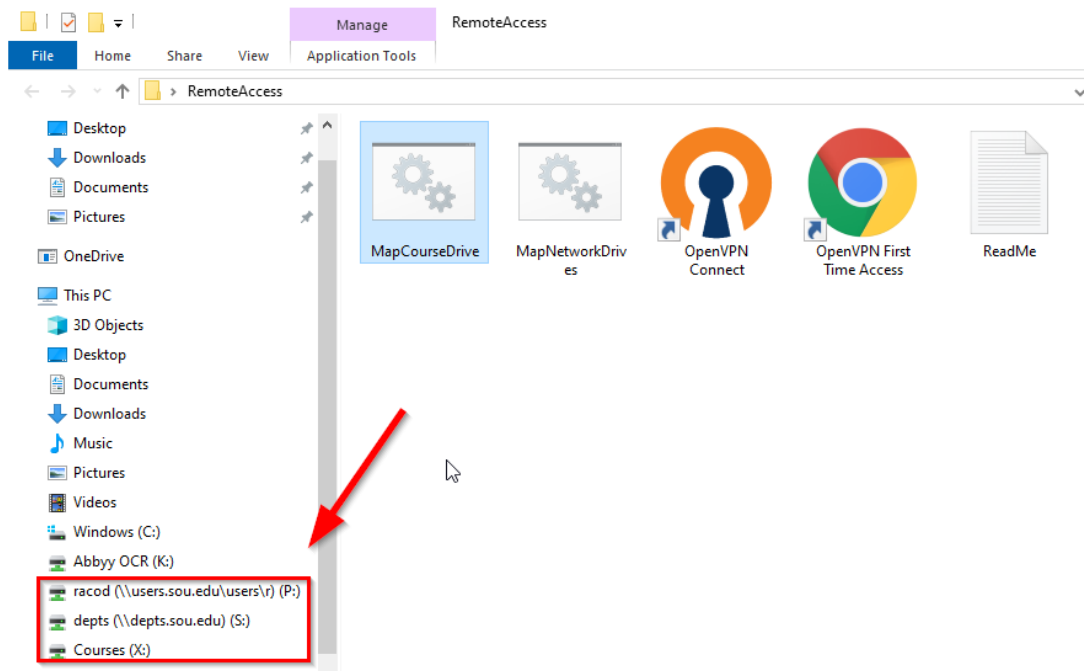 Manage
RemoteAccess
File
Home
Share
View
Application Tools
RemoteAccess
Desktop
Downloads
Documents
Pictures
OneDrive
This PC
3D Objects
Desktop
Documents
Downloads
Music
Pictures
Videos
Windows (C:)
Abbyy OCR (K:)
racod (\\users.sou.edu\users\r) (P:)
depts (\\depts.sou.edu) (S:)
Courses (X:)
MapCourseDrive
MapNetworkDriv
es
OpenVPN
Connect
OpenVPN First
Time Access
ReadMe